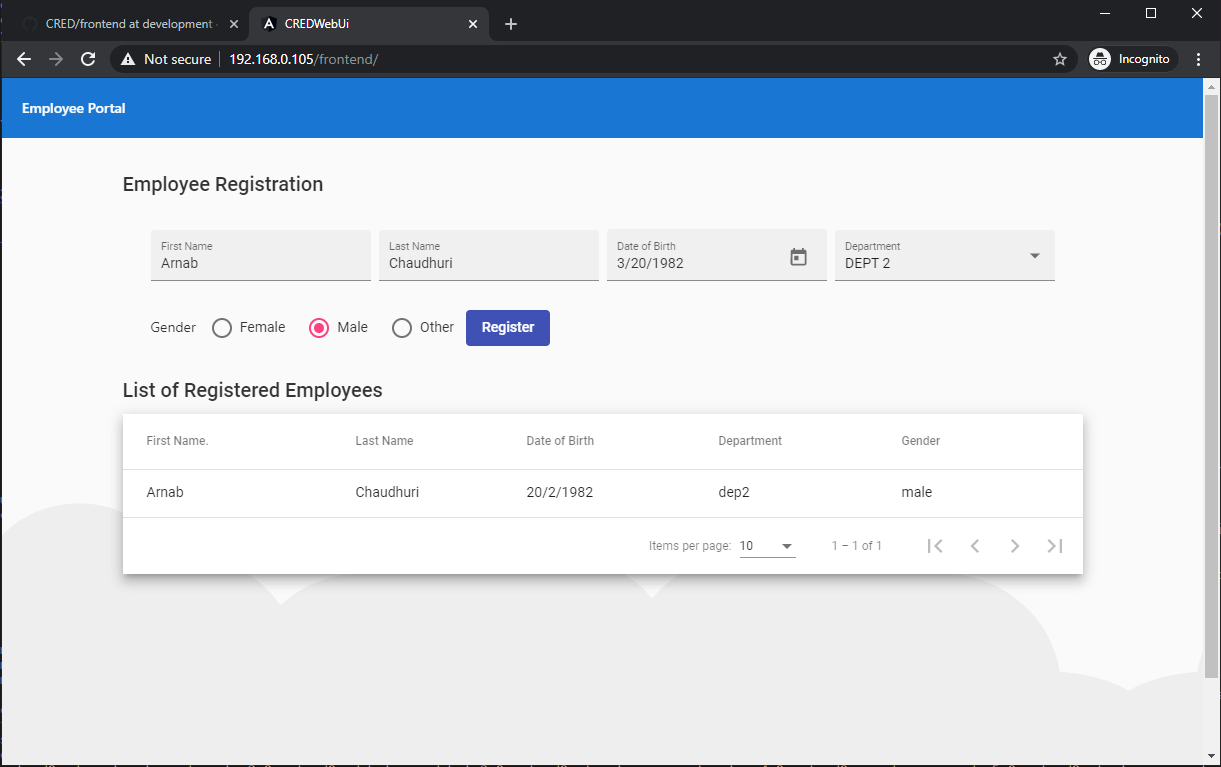 CRED/frontend at development
CREDWebUi
Not secure
192.168.0.105/frontend/
Incognito
Employee Portal
Employee Registration
First Name
Last Name
Date of Birth
Department
Arnab
Chaudhuri
3/20/1982
DEPT 2
Gender
Female
Male
Other
Register
List of Registered Employees
First Name.
Last Name
Date of Birth
Department
Gender
Arnab
Chaudhuri
20/2/1982
dep2
male
Items per page:
10
1 – 1 of 1